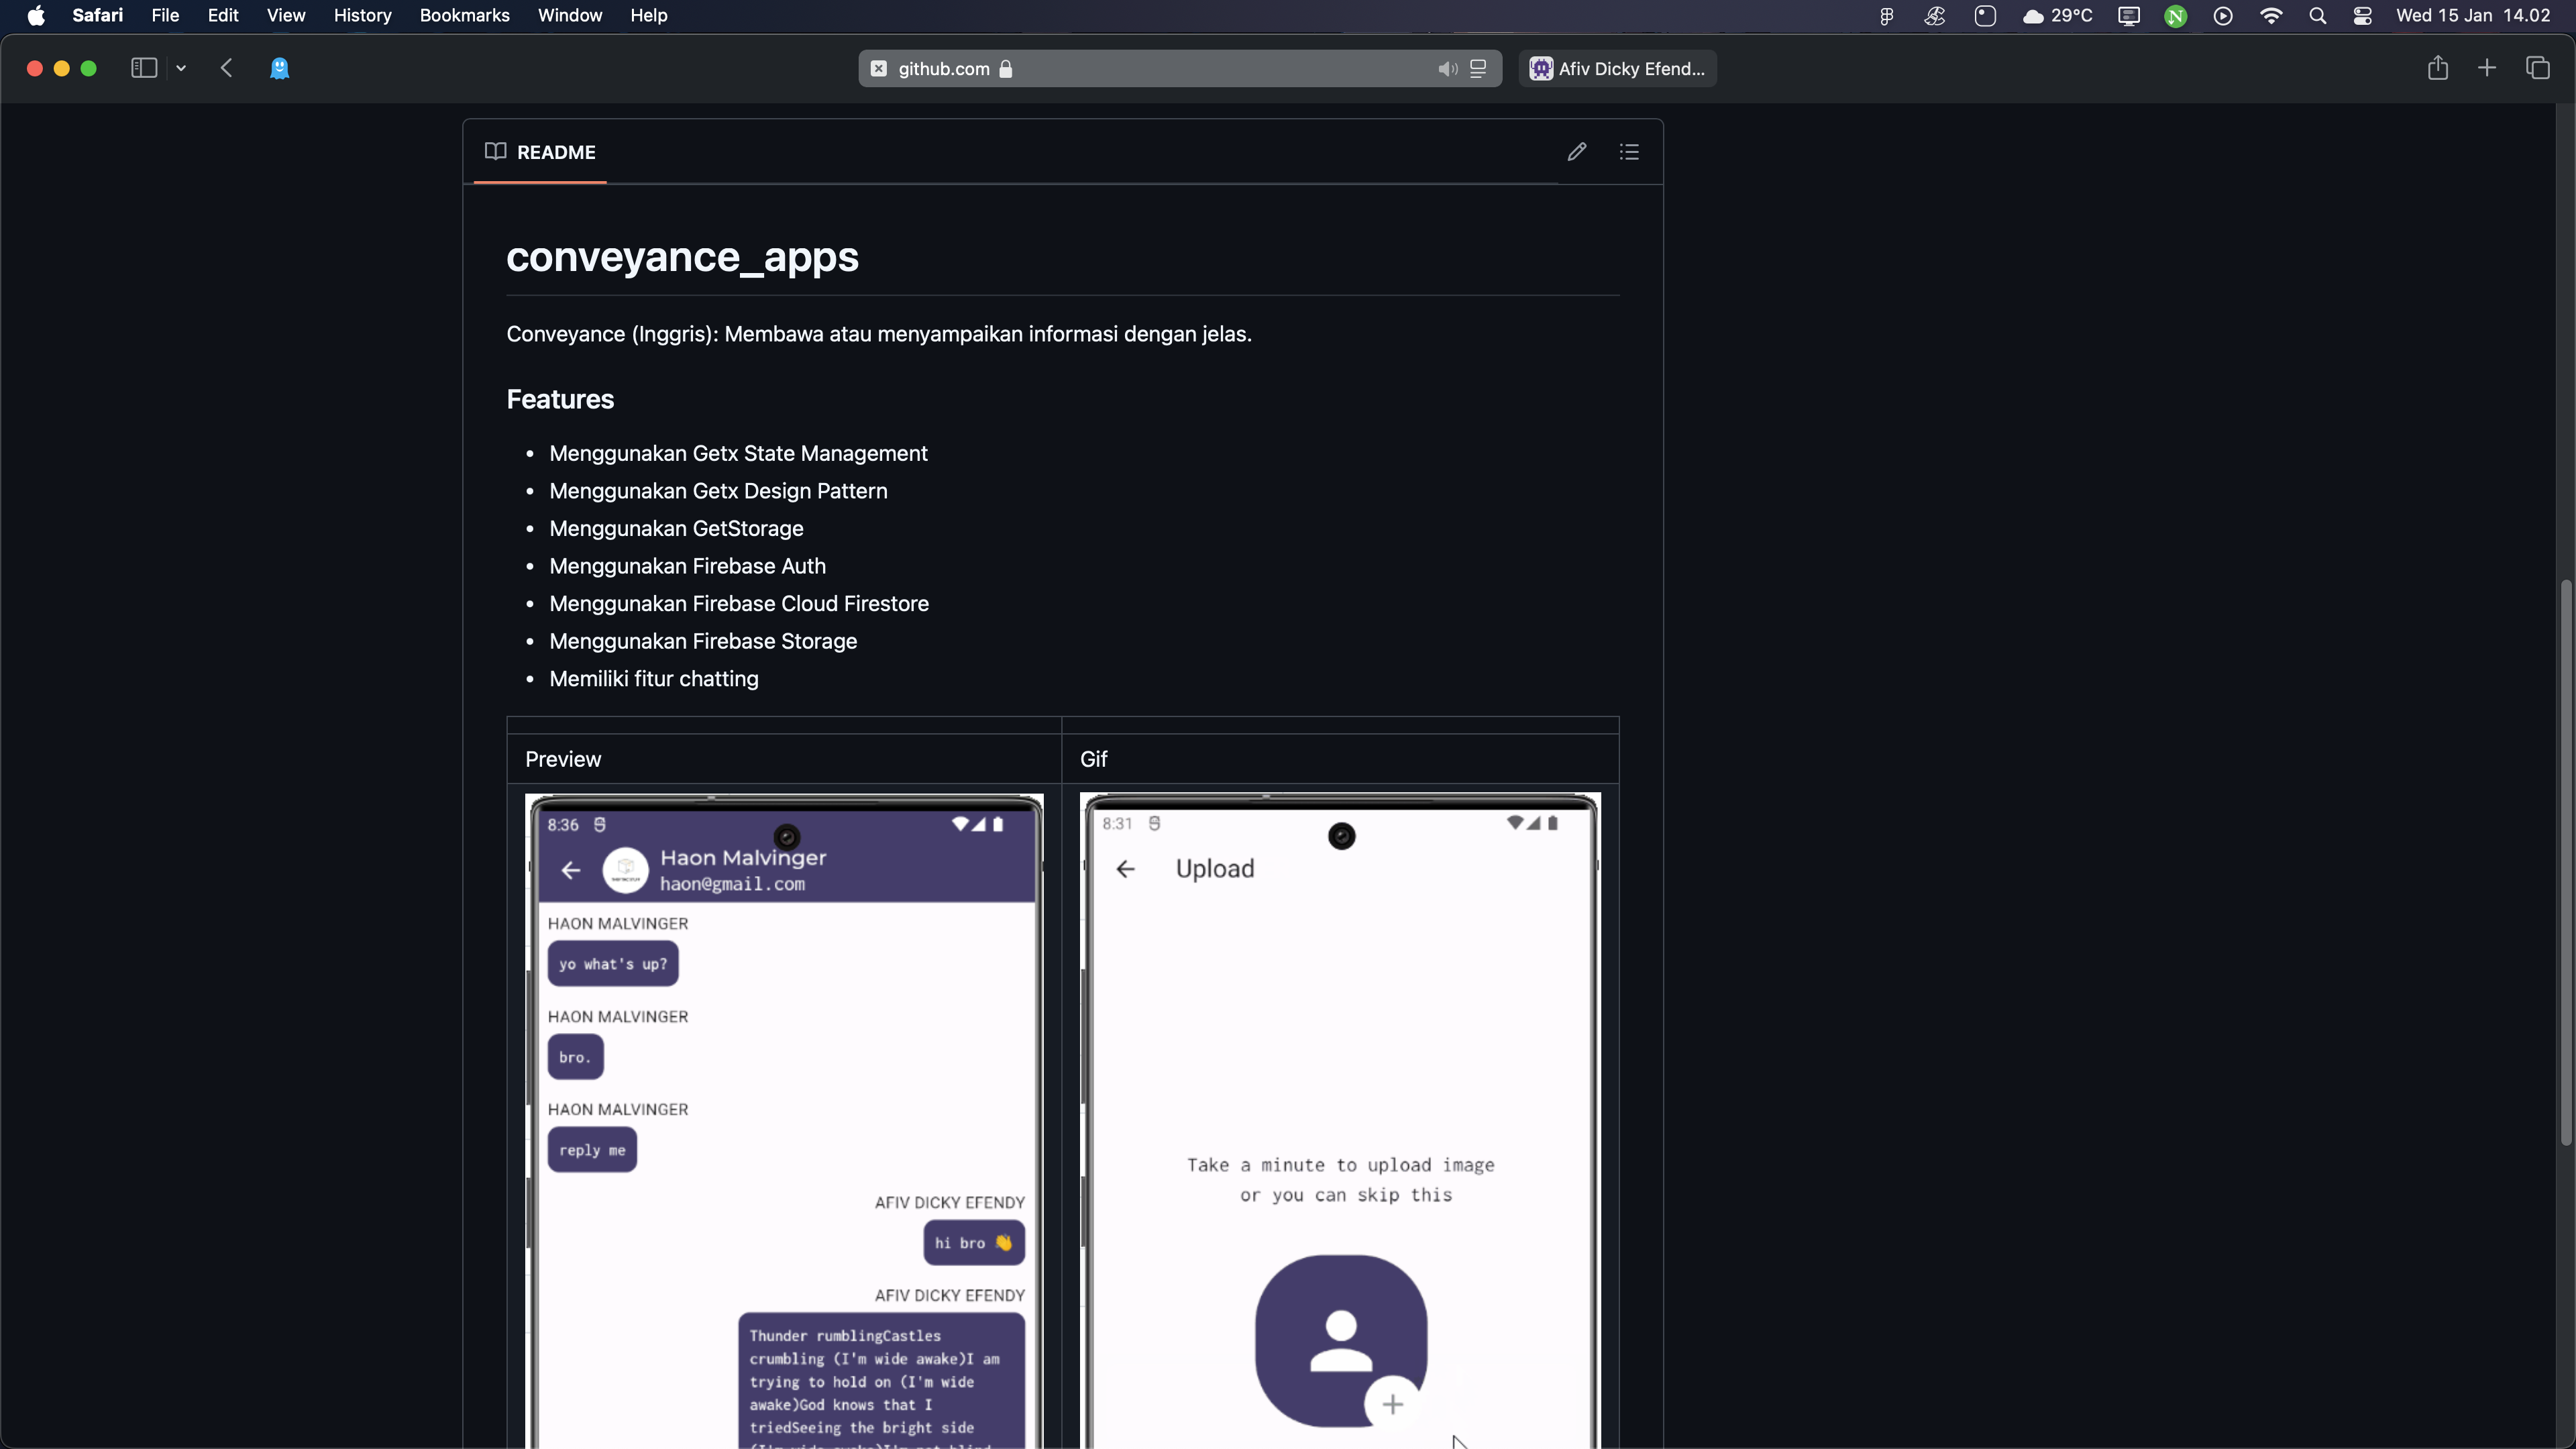 Safari File Edit View History Bookmarks Window Help 29°C Wed 15 Jan 14.02
github.com Afiv Dicky Efend...
README
conveyance_apps
Conveyance (Inggris): Membawa atau menyampaikan informasi dengan jelas.
Features
Menggunakan Getx State Management
Menggunakan Getx Design Pattern
Menggunakan GetStorage
Menggunakan Firebase Auth
Menggunakan Firebase Cloud Firestore
Menggunakan Firebase Storage
Memiliki fitur chatting
Preview
8:36
Haon Malvinger
haon@gmail.com
HAON MALVINGER
yo what's up?
HAON MALVINGER
bro.
HAON MALVINGER
reply me
AFIV DICKY EFENDY
hi bro 👋
AFIV DICKY EFENDY
Thunder rumblingCastles
crumbling (I'm wide awake)I am
trying to hold on (I'm wide
awake)God knows that I
triedSeeing the bright side
Gif
8:31
Upload
Take a minute to upload image
or you can skip this